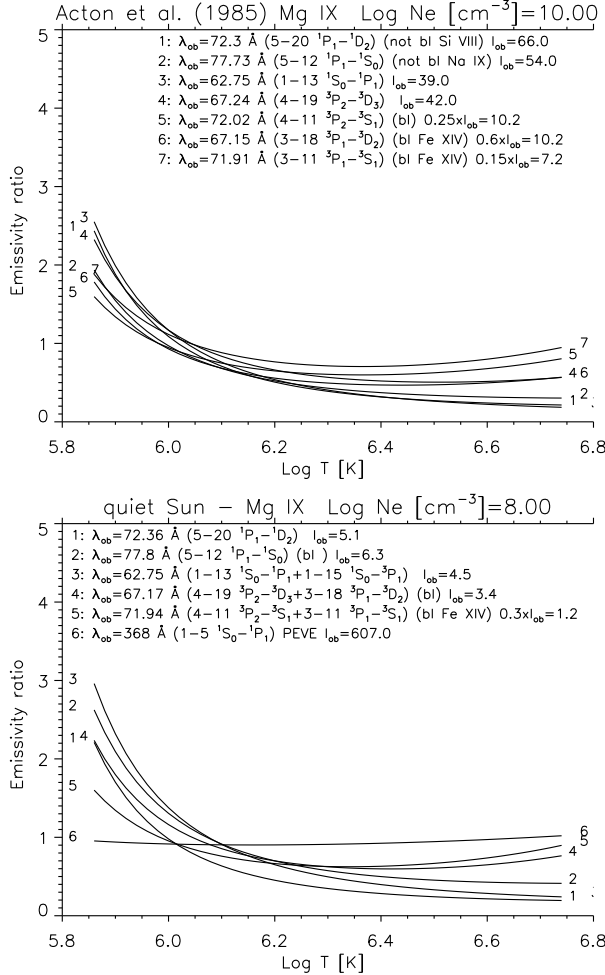 Acton et al. (1985) Mg IX Log Ne [cm⁻³]=10.00
1: λob=72.3 Å (5−20 ¹P₁−¹D₂) (not bl Si VIII) Iob=66.0
2: λob=77.73 Å (5−12 ¹P₁−¹S₀) (not bl Na IX) Iob=54.0
3: λob=62.75 Å (1−13 ¹S₀−¹P₁) Iob=39.0
4: λob=67.24 Å (4−19 ³P₂−³D₃) Iob=42.0
5: λob=72.02 Å (4−11 ³P₂−³S₁) (bl) 0.25xIob=10.2
6: λob=67.15 Å (3−18 ³P₁−³D₂) (bl Fe XIV) 0.6xIob=10.2
7: λob=71.91 Å (3−11 ³P₁−³S₁) (bl Fe XIV) 0.15xIob=7.2
5
4
3
2
1
0
Emissivity ratio
3
1
4
2 7
6
5
7
5
4 6
2
1
5.8 6.0 6.2 6.4 6.6 6.8
Log T [K]
quiet Sun − Mg IX Log Ne [cm⁻³]=8.00
1: λob=72.36 Å (5−20 ¹P₁−¹D₂) Iob=5.1
2: λob=77.8 Å (5−12 ¹P₁−¹S₀) (bl ) Iob=6.3
3: λob=62.75 Å (1−13 ¹S₀−¹P₁+1−15 ¹S₀−³P₁) Iob=4.5
4: λob=67.17 Å (4−19 ³P₂−³D₃+3−18 ³P₁−³D₂) (bl) Iob=3.4
5: λob=71.94 Å (4−11 ³P₂−³S₁+3−11 ³P₁−³S₁) (bl Fe XIV) 0.3xIob=1.2
6: λob=368 Å (1−5 ¹S₀−¹P₁) PEVE Iob=607.0
5
4
3
2
1
0
Emissivity ratio
3
2
1 4
5
6
6
5
4
2
1
5.8 6.0 6.2 6.4 6.6 6.8
Log T [K]